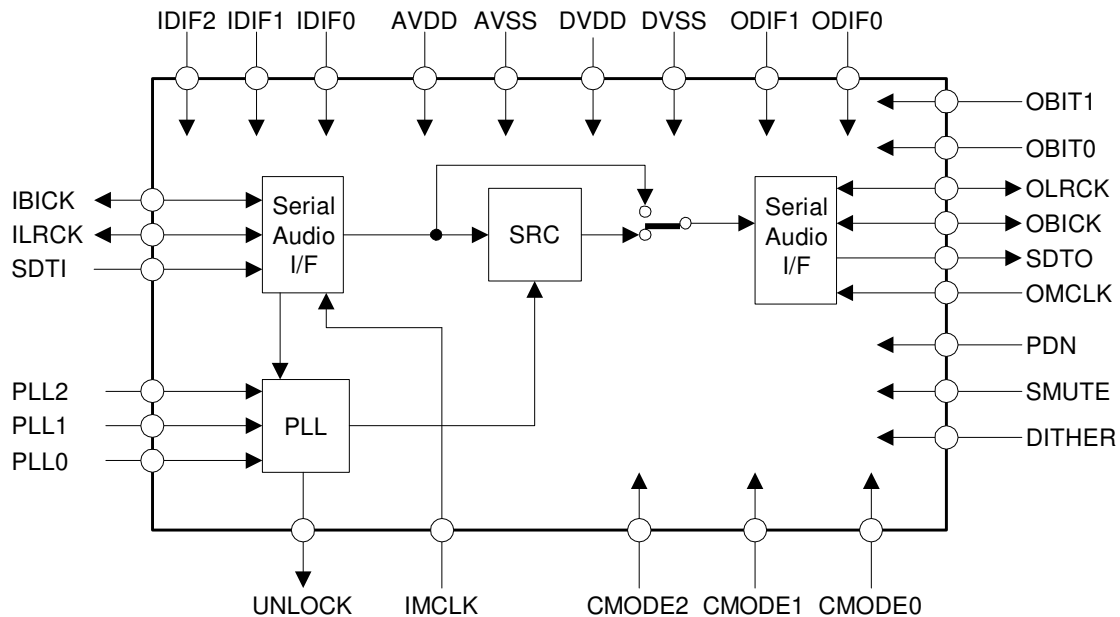 IDIF2 IDIF1 IDIF0 AVDD AVSS DVDD DVSS ODIF1 ODIF0
OBIT1
OBIT0
IBICK
ILRCK
SDTI
Serial
Audio
I/F
SRC
Serial
Audio
I/F
OLRCK
OBICK
SDTO
OMCLK
PDN
SMUTE
DITHER
PLL2
PLL1
PLL0
PLL
UNLOCK IMCLK CMODE2 CMODE1 CMODE0